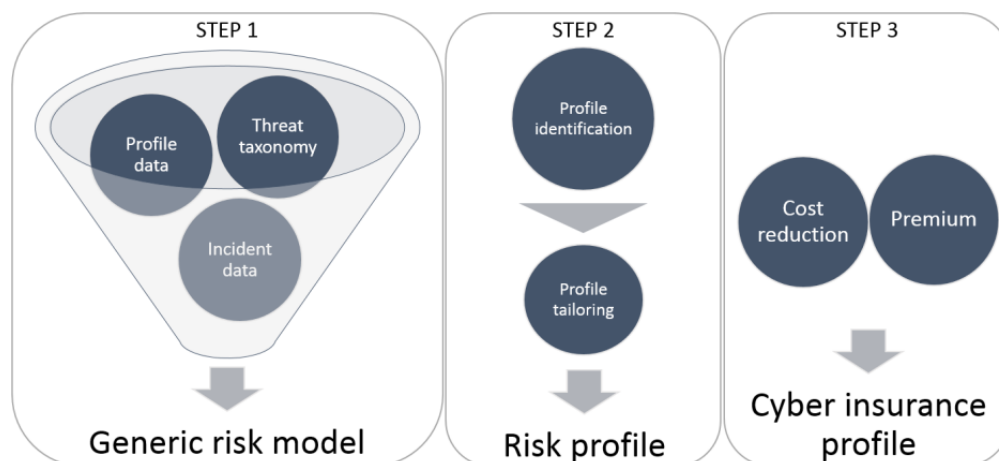 STEP 1
Profile
data
Threat
taxonomy
Incident
data
Generic risk model
STEP 2
Profile
identification
Profile
tailoring
Risk profile
STEP 3
Cost
reduction
Premium
Cyber insurance
profile